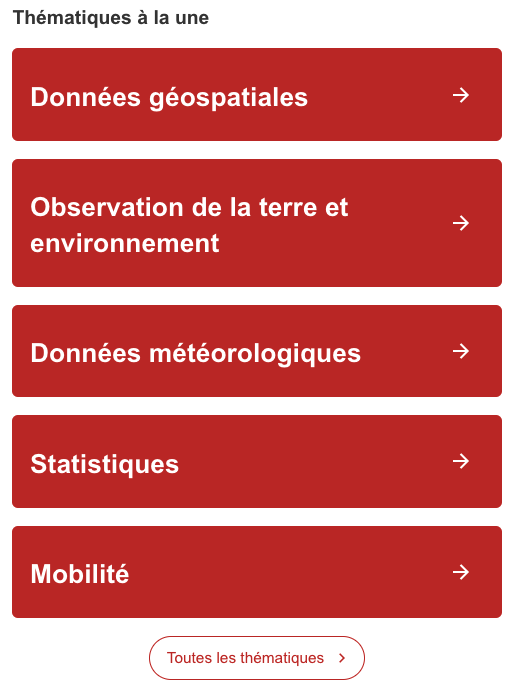 Thématiques à la une
Données géospatiales
Observation de la terre et
environnement
Données météorologiques
Statistiques
Mobilité
Toutes les thématiques